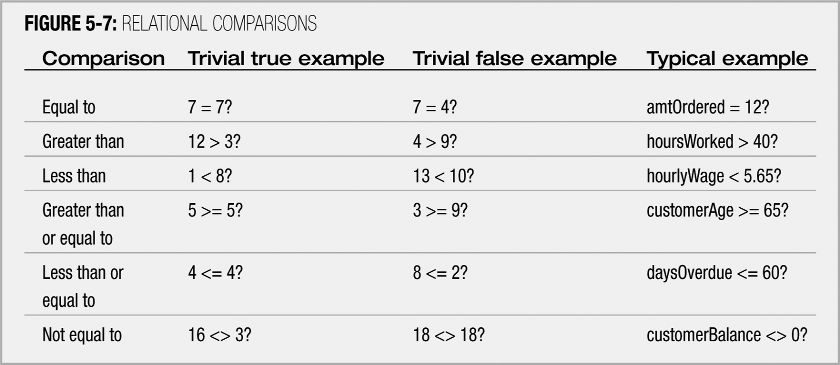 FIGURE 5-7: RELATIONAL COMPARISONS
Comparison Trivial true example Trivial false example Typical example
Equal to 7 = 7? 7 = 4? amtOrdered = 12?
Greater than 12 > 3? 4 > 9? hoursWorked > 40?
Less than 1 < 8? 13 < 10? hourlyWage < 5.65?
Greater than 5 >= 5? 3 >= 9? customerAge >= 65?
or equal to
Less than or 4 <= 4? 8 <= 2? daysOverdue <= 60?
equal to
Not equal to 16 <> 3? 18 <> 18? customerBalance <> 0?